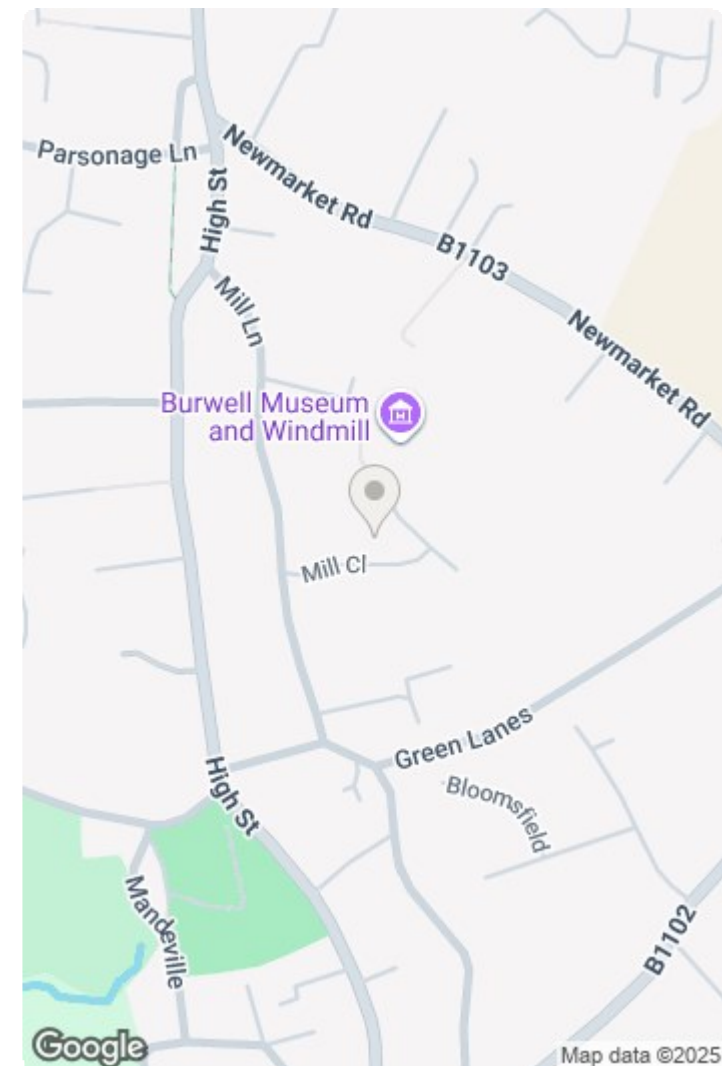 Parsonage Ln
High St
Newmarket Rd
B1103
Newmarket Rd
Mill Ln
Burwell Museum
and Windmill
Mill Cl
Green Lanes
Bloomsfield
High St
Mandeville
B1102
Google
Map data ©2025